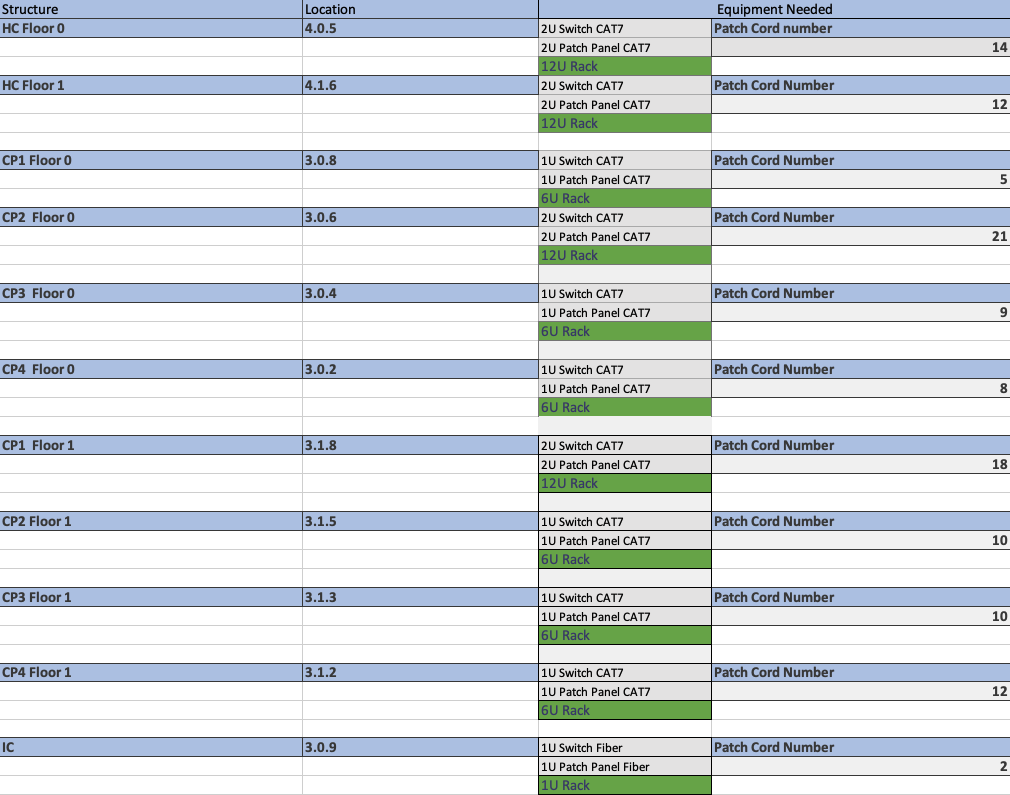 Structure Location Equipment Needed
HC Floor 0 4.0.5 2U Switch CAT7 Patch Cord number
2U Patch Panel CAT7 14
12U Rack
HC Floor 1 4.1.6 2U Switch CAT7 Patch Cord Number
2U Patch Panel CAT7 12
12U Rack
CP1 Floor 0 3.0.8 1U Switch CAT7 Patch Cord Number
1U Patch Panel CAT7 5
6U Rack
CP2 Floor 0 3.0.6 2U Switch CAT7 Patch Cord Number
2U Patch Panel CAT7 21
12U Rack
CP3 Floor 0 3.0.4 1U Switch CAT7 Patch Cord Number
1U Patch Panel CAT7 9
6U Rack
CP4 Floor 0 3.0.2 1U Switch CAT7 Patch Cord Number
1U Patch Panel CAT7 8
6U Rack
CP1 Floor 1 3.1.8 2U Switch CAT7 Patch Cord Number
2U Patch Panel CAT7 18
12U Rack
CP2 Floor 1 3.1.5 1U Switch CAT7 Patch Cord Number
1U Patch Panel CAT7 10
6U Rack
CP3 Floor 1 3.1.3 1U Switch CAT7 Patch Cord Number
1U Patch Panel CAT7 10
6U Rack
CP4 Floor 1 3.1.2 1U Switch CAT7 Patch Cord Number
1U Patch Panel CAT7 12
6U Rack
IC 3.0.9 1U Switch Fiber Patch Cord Number
1U Patch Panel Fiber 2
1U Rack